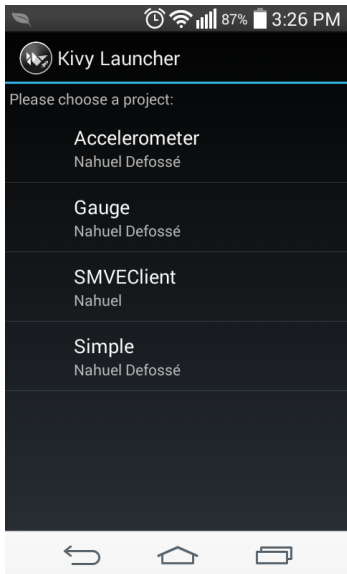 87% 3:26 PM
Kivy Launcher
Please choose a project:
Accelerometer
Nahuel Defossé
Gauge
Nahuel Defossé
SMVEClient
Nahuel
Simple
Nahuel Defossé